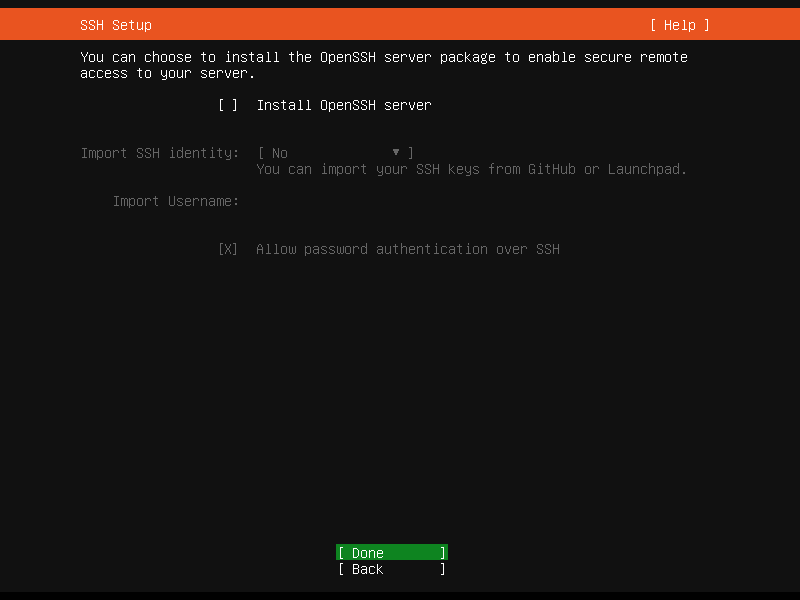 SSH Setup [ Help ]
You can choose to install the OpenSSH server package to enable secure remote
access to your server.
[ ] Install OpenSSH server
Import SSH identity: [ No ▾ ]
You can import your SSH keys from GitHub or Launchpad.
Import Username:
[X] Allow password authentication over SSH
[ Done ]
[ Back ]